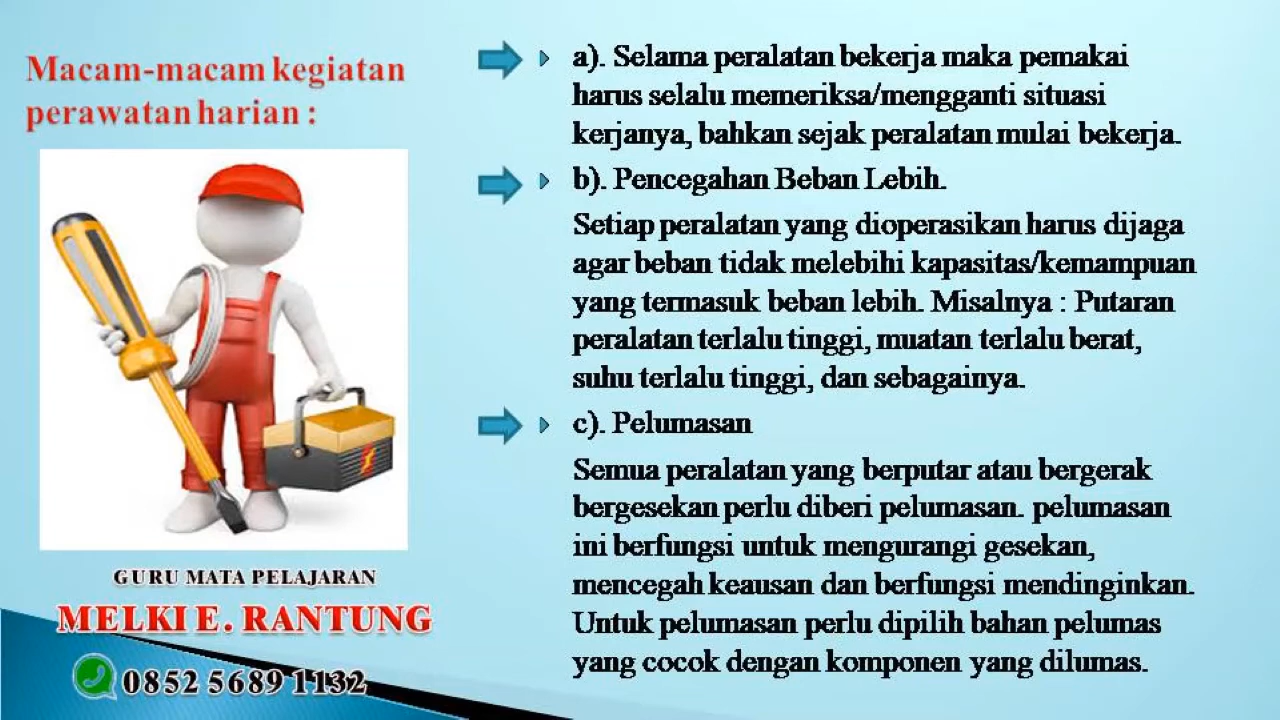 Macam-macam kegiatan
perawatan harian :
a). Selama peralatan bekerja maka pemakai
harus selalu memeriksa/mengganti situasi
kerjanya, bahkan sejak peralatan mulai bekerja.
b). Pencegahan Beban Lebih.
Setiap peralatan yang dioperasikan harus dijaga
agar beban tidak melebihi kapasitas/kemampuan
yang termasuk beban lebih. Misalnya : Putaran
peralatan terlalu tinggi, muatan terlalu berat,
suhu terlalu tinggi, dan sebagainya.
c). Pelumasan
Semua peralatan yang berputar atau bergerak
bergesekan perlu diberi pelumasan. pelumasan
ini berfungsi untuk mengurangi gesekan,
mencegah keausan dan berfungsi mendinginkan.
Untuk pelumasan perlu dipilih bahan pelumas
yang cocok dengan komponen yang dilumas.
GURU MATA PELAJARAN
MELKI E. RANTUNG
0852 5689 1132